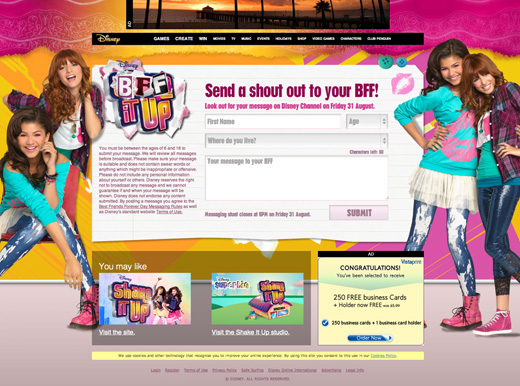 AD
Disney GAMES CREATE WIN MOVIES TV MUSIC EVENTS HOLIDAYS SHOP VIDEO GAMES CHARACTERS CLUB PENGUIN
BFF
IT UP
Send a shout out to your BFF!
Look out for your message on Disney Channel on Friday 31 August.
First Name
Age
Where do you live?
Characters left: 50
Your message to your BFF
You must be between the ages of 6 and 16 to
submit your message. We will review all messages
before broadcast. Please make sure your message
is suitable and does not contain swear words or
anything which might be inappropriate or offensive.
Please do not include any personal information
about yourself or others. Disney reserves the right
not to broadcast any message and we cannot
guarantee if and when your message will be
shown. Disney does not endorse any content
submitted. By posting a message you agree to the
Best Friends Forever Day Messaging Rules as well
as Disney's standard website Terms of Use.
Messaging shout closes at 6PM on Friday 31 August.
SUBMIT
You may like
Shake
IT UP
Visit the site.
Disney
Shake
IT UP
Visit the Shake It Up studio.
AD
Vistaprint
CONGRATULATIONS!
You've been selected to receive
250 FREE business Cards
+ Holder now FREE
250 business cards + 1 business card holder
Order Now
We use cookies and other technology that recognise you to improve your online experience. By using this site you consent to this use in our Cookies Policy.
Login Register Terms of Use Privacy Policy Safe Surfing Disney Online International Advertising Legal Info
© DISNEY. ALL RIGHTS RESERVED.